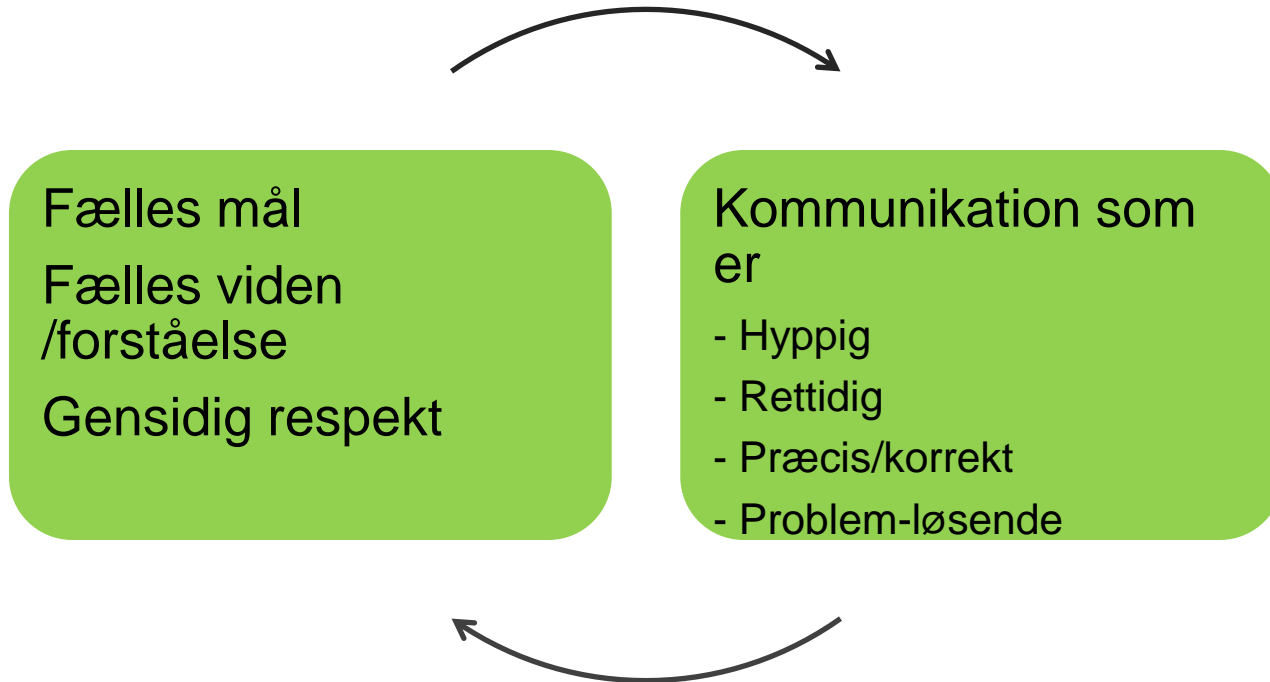 Fælles mål
Fælles viden
/forståelse
Gensidig respekt
Kommunikation som
er
- Hyppig
- Rettidig
- Præcis/korrekt
- Problem-løsende